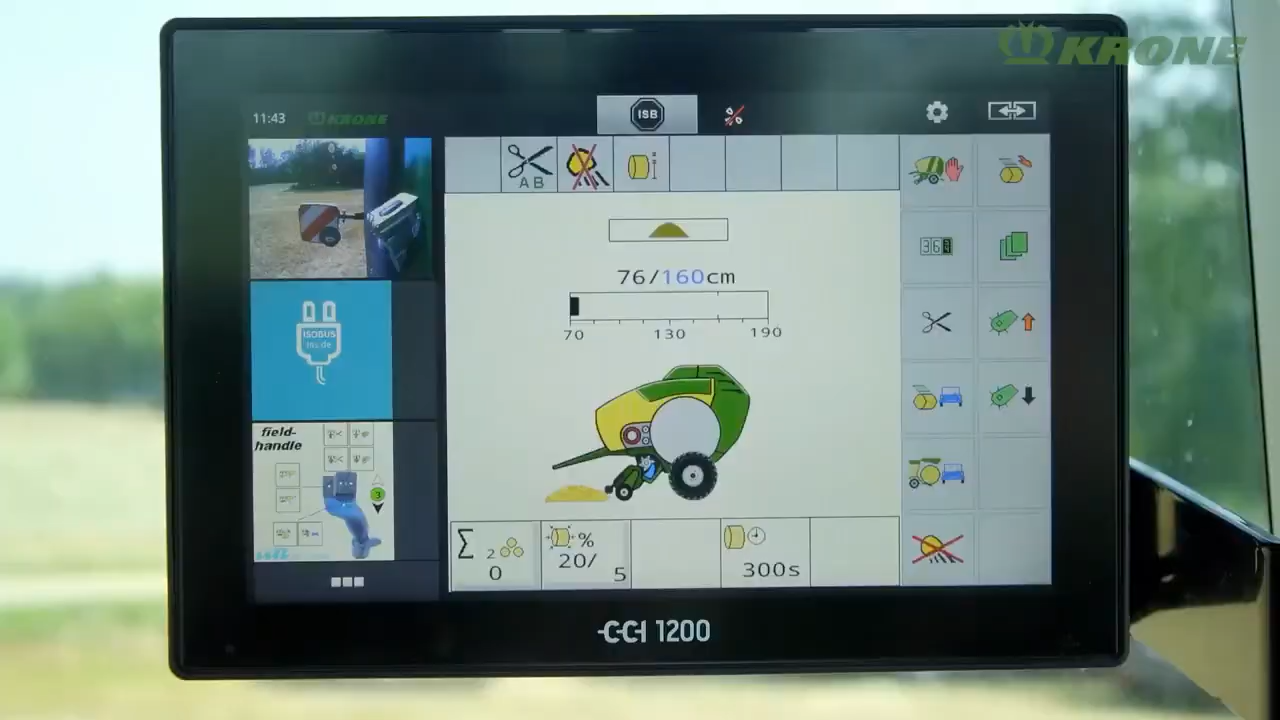 KRONE
11:43
KRONE
ISB
A B
76/160cm
70 130 190
ISOBUS
inside
field-
handle
3
Σ 2
0
%
20/
5
300s
CCI 1200